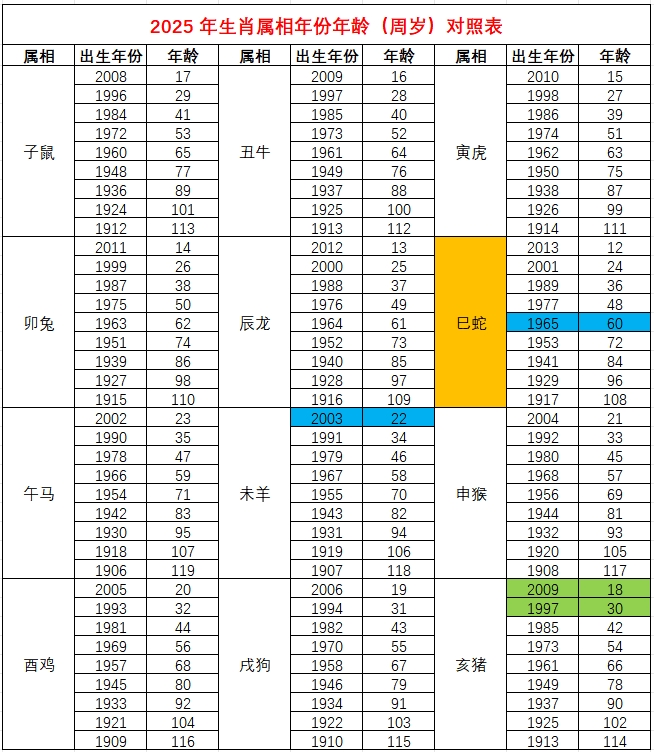 2025 年生肖属相年份年龄（周岁）对照表
属相 出生年份 年龄 属相 出生年份 年龄 属相 出生年份 年龄
2008 17 2009 16 2010 15
1996 29 1997 28 1998 27
1984 41 1985 40 1986 39
1972 53 1973 52 1974 51
子鼠 1960 65 丑牛 1961 64 寅虎 1962 63
1948 77 1949 76 1950 75
1936 89 1937 88 1938 87
1924 101 1925 100 1926 99
1912 113 1913 112 1914 111
2011 14 2012 13 2013 12
1999 26 2000 25 2001 24
1987 38 1988 37 1989 36
1975 50 1976 49 1977 48
卯兔 1963 62 辰龙 1964 61 巳蛇 1965 60
1951 74 1952 73 1953 72
1939 86 1940 85 1941 84
1927 98 1928 97 1929 96
1915 110 1916 109 1917 108
2002 23 2003 22 2004 21
1990 35 1991 34 1992 33
1978 47 1979 46 1980 45
1966 59 1967 58 1968 57
午马 1954 71 未羊 1955 70 申猴 1956 69
1942 83 1943 82 1944 81
1930 95 1931 94 1932 93
1918 107 1919 106 1920 105
1906 119 1907 118 1908 117
2005 20 2006 19 2009 18
1993 32 1994 31 1997 30
1981 44 1982 43 1985 42
1969 56 1970 55 1973 54
酉鸡 1957 68 戌狗 1958 67 亥猪 1961 66
1945 80 1946 79 1949 78
1933 92 1934 91 1937 90
1921 104 1922 103 1925 102
1909 116 1910 115 1913 114